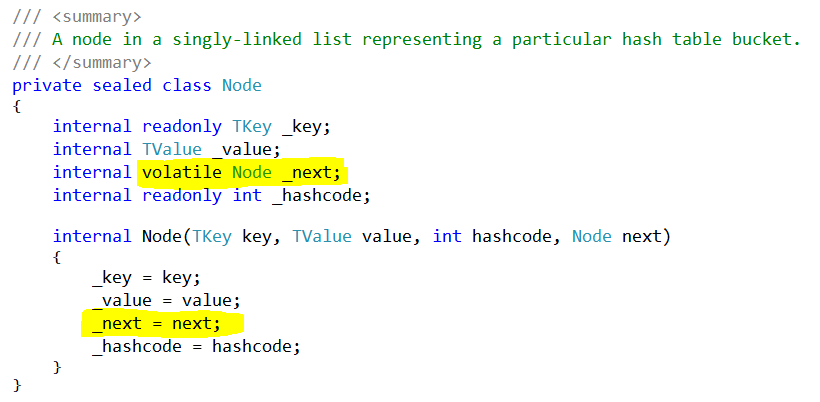 /// <summary>
/// A node in a singly-linked list representing a particular hash table bucket.
/// </summary>
private sealed class Node
{
    internal readonly TKey _key;
    internal TValue _value;
    internal volatile Node _next;
    internal readonly int _hashcode;

    internal Node(TKey key, TValue value, int hashcode, Node next)
    {
        _key = key;
        _value = value;
        _next = next;
        _hashcode = hashcode;
    }
}